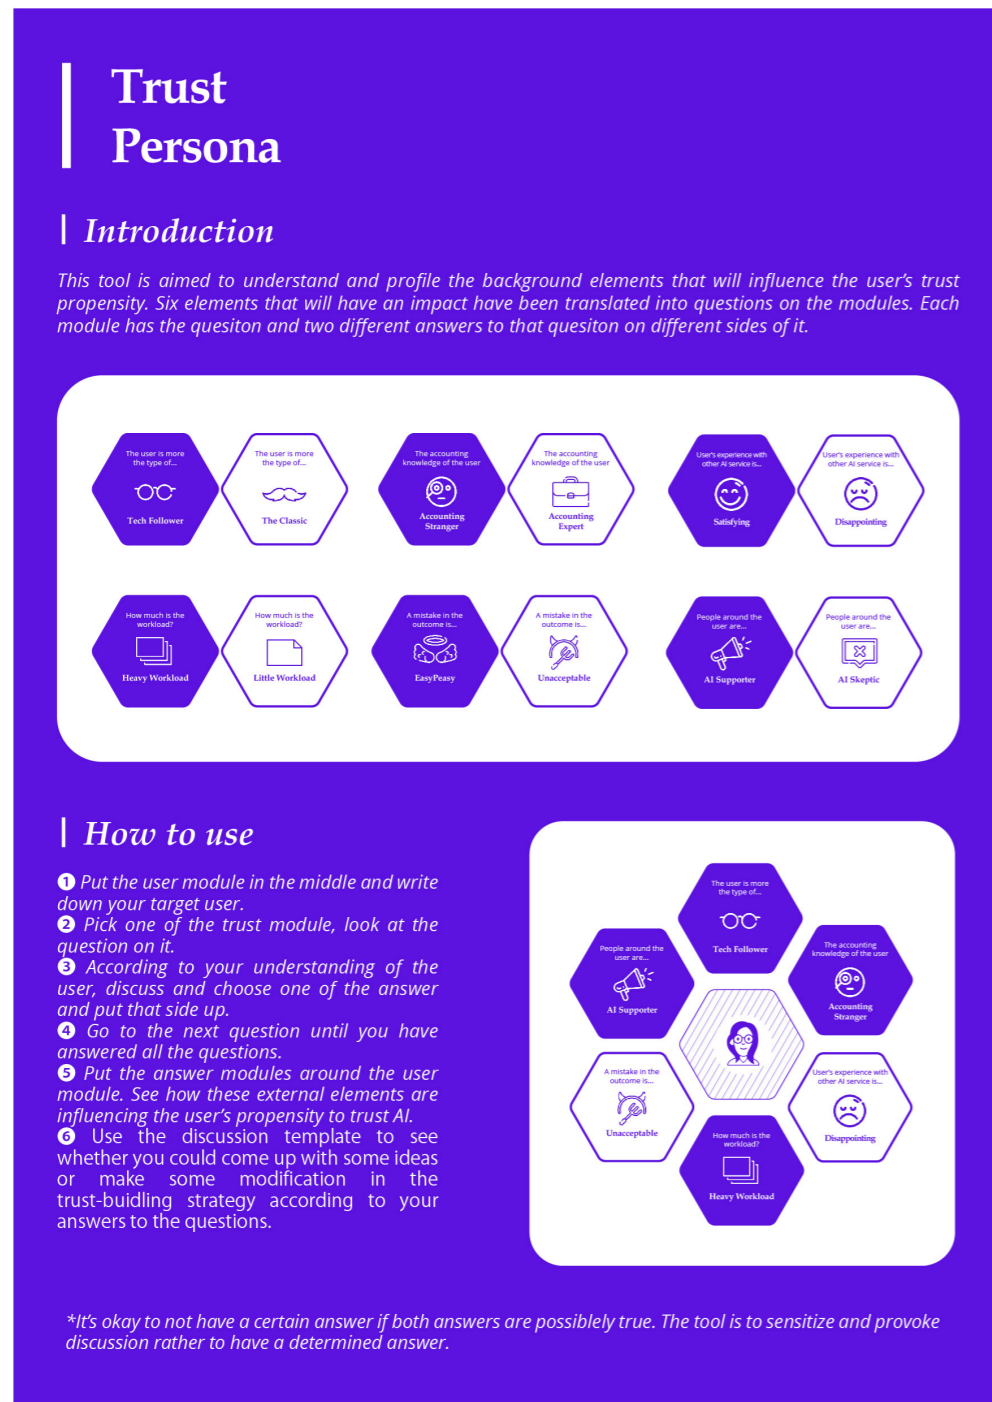 Trust
Persona
Introduction
This tool is aimed to understand and profile the background elements that will influence the user's trust
propensity. Six elements that will have an impact have been translated into questions on the modules. Each
module has the quesiton and two different answers to that quesiton on different sides of it.
The user is more
the type of...
Tech Follower
The user is more
the type of...
The Classic
The accounting
knowledge of the user
Accounting
Stranger
The accounting
knowledge of the user
Accounting
Expert
User's experience with
other AI service is...
Satisfying
User's experience with
other AI service is...
Disappointing
How much is the
workload?
Heavy Workload
How much is the
workload?
Little Workload
A mistake in the
outcome is...
EasyPeasy
A mistake in the
outcome is...
Unacceptable
People around the
user are...
AI Supporter
People around the
user are...
AI Skeptic
How to use
1 Put the user module in the middle and write
down your target user.
2 Pick one of the trust module, look at the
question on it.
3 According to your understanding of the
user, discuss and choose one of the answer
and put that side up.
4 Go to the next question until you have
answered all the questions.
5 Put the answer modules around the user
module. See how these external elements are
influencing the user's propensity to trust AI.
6 Use the discussion template to see
whether you could come up with some ideas
or make some modification in the
trust-buidling strategy according to your
answers to the questions.
The user is more
the type of...
Tech Follower
People around the
user are...
AI Supporter
The accounting
knowledge of the user
Accounting
Stranger
A mistake in the
outcome is...
Unacceptable
User's experience with
other AI service is...
Disappointing
How much is the
workload?
Heavy Workload
*It's okay to not have a certain answer if both answers are possiblely true. The tool is to sensitize and provoke
discussion rather to have a determined answer.